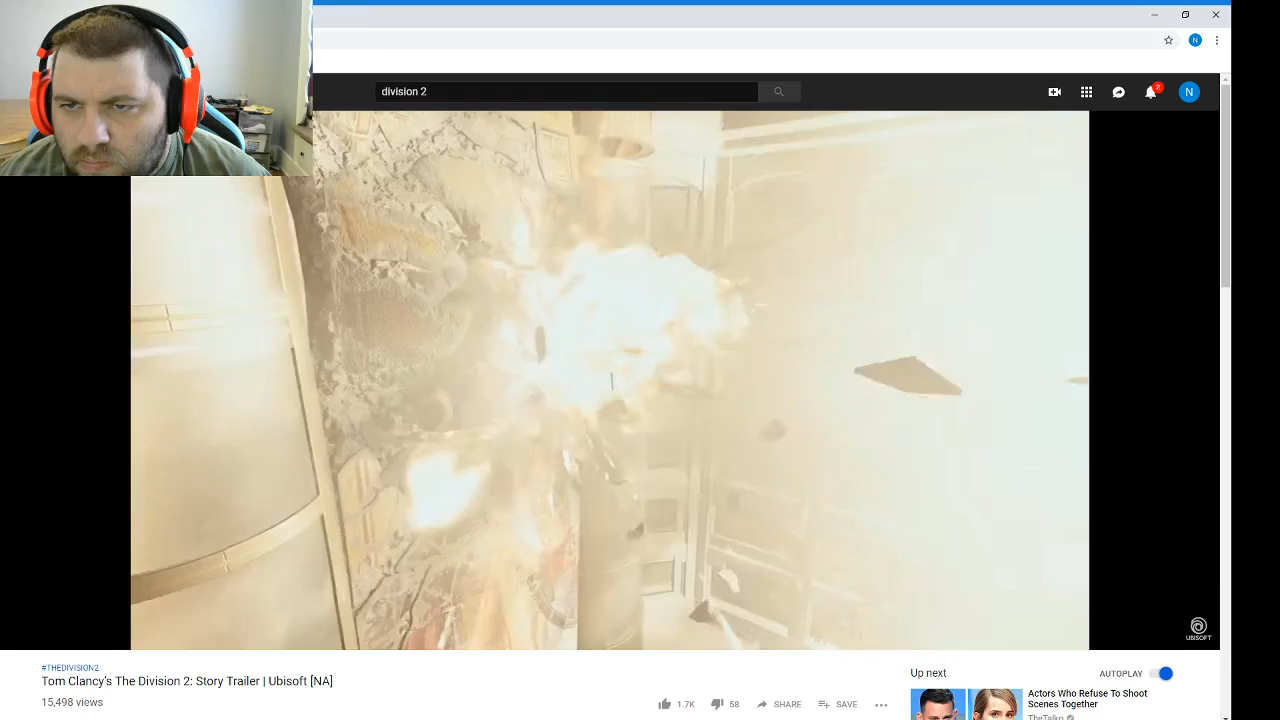 N
division 2
2
N
UBISOFT
#THEDIVISION2
Tom Clancy's The Division 2: Story Trailer | Ubisoft [NA]
15,498 views
1.7K
58
SHARE
SAVE
Up next
AUTOPLAY
Actors Who Refuse To Shoot
Scenes Together
TheTalko